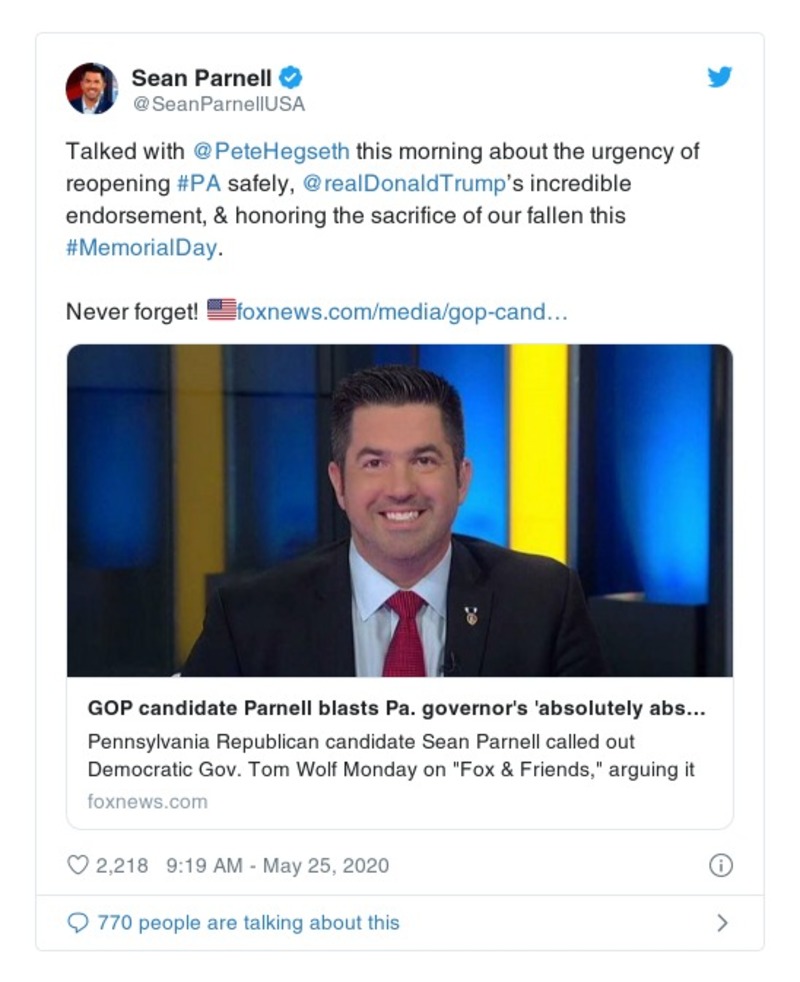 Sean Parnell
@SeanParnellUSA
Talked with @PeteHegseth this morning about the urgency of
reopening #PA safely, @realDonaldTrump’s incredible
endorsement, & honoring the sacrifice of our fallen this
#MemorialDay.
Never forget! 🇺🇸foxnews.com/media/gop-cand…
GOP candidate Parnell blasts Pa. governor's 'absolutely abs...
Pennsylvania Republican candidate Sean Parnell called out
Democratic Gov. Tom Wolf Monday on "Fox & Friends," arguing it
foxnews.com
2,218 9:19 AM - May 25, 2020
770 people are talking about this